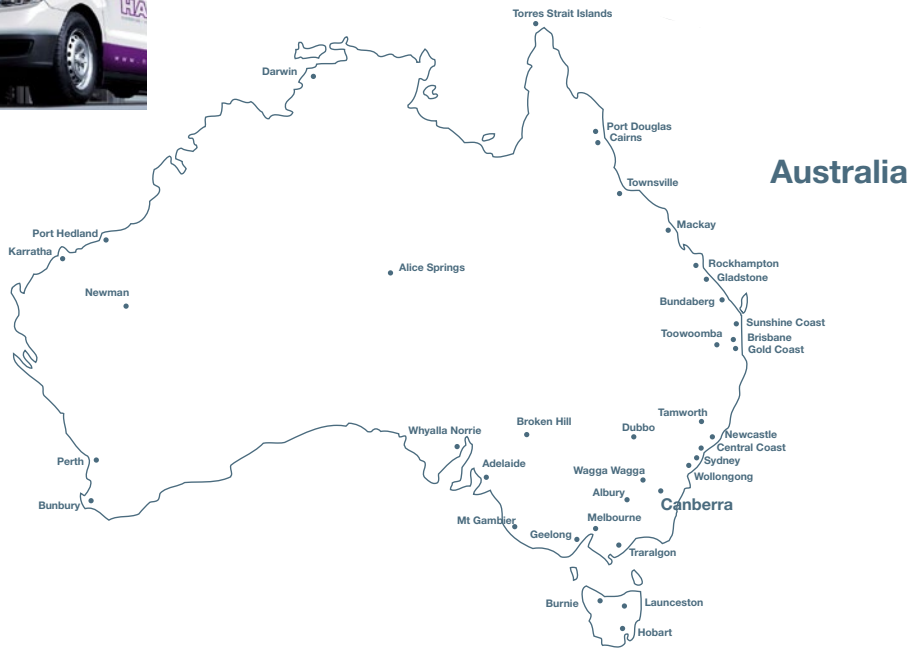 Torres Strait Islands
HA
Darwin
Port Douglas
Cairns
Australia
Townsville
Mackay
Port Hedland
Karratha
Rockhampton
Alice Springs
Gladstone
Newman
Bundaberg
Sunshine Coast
Toowoomba
Brisbane
Gold Coast
Tamworth
Broken Hill
Dubbo
Whyalla Norrie
Newcastle
Central Coast
Perth
Adelaide
Sydney
Wagga Wagga
Wollongong
Albury
Bunbury
Canberra
Mt Gambier
Melbourne
Geelong
Traralgon
Burnie
Launceston
Hobart